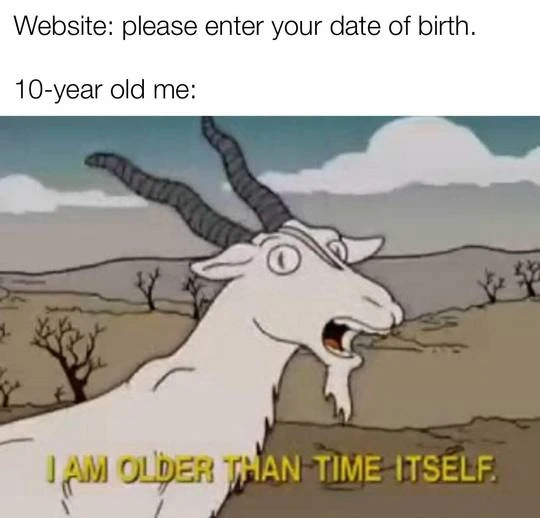 Website: please enter your date of birth.
10-year old me:
I AM OLDER THAN TIME ITSELF.